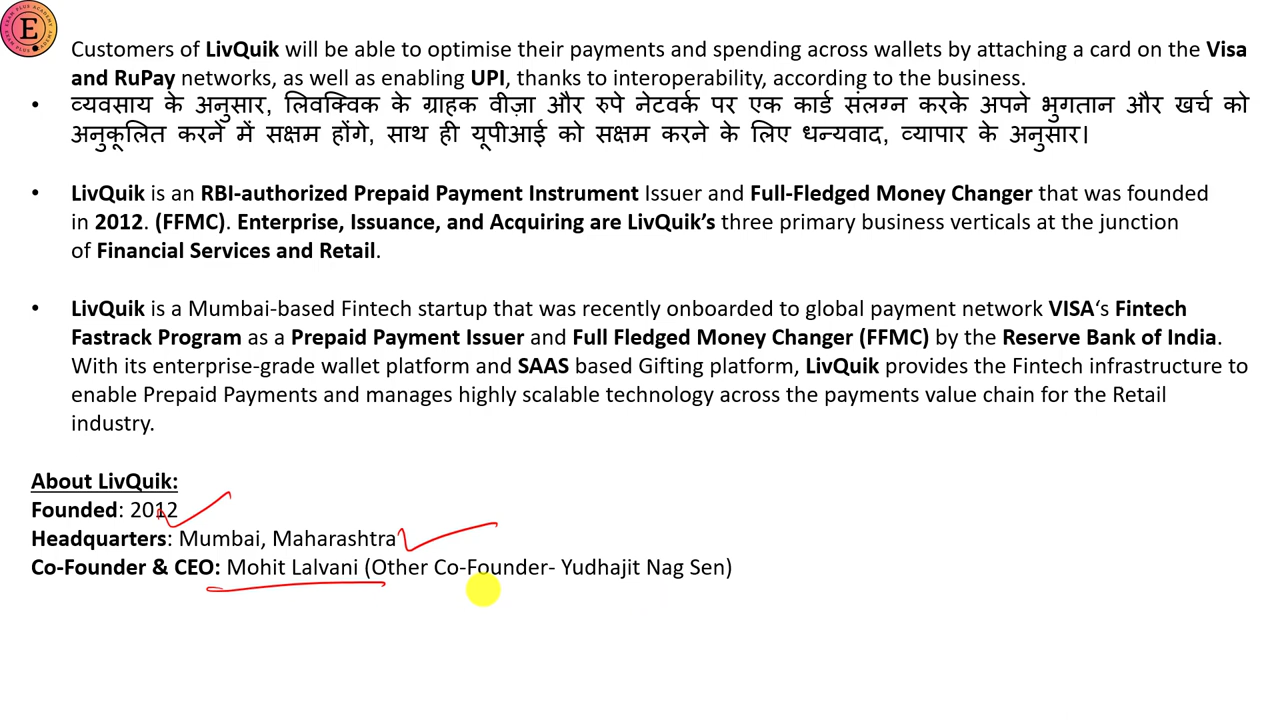 E
Customers of LivQuik will be able to optimise their payments and spending across wallets by attaching a card on the Visa
and RuPay networks, as well as enabling UPI, thanks to interoperability, according to the business.
• व्यवसाय के अनुसार, लिवक्विक के ग्राहक वीज़ा और रुपे नेटवर्क पर एक कार्ड संलग्न करके अपने भुगतान और खर्च को
अनुकूलित करने में सक्षम होंगे, साथ ही यूपीआई को सक्षम करने के लिए धन्यवाद, व्यापार के अनुसार।
• LivQuik is an RBI-authorized Prepaid Payment Instrument Issuer and Full-Fledged Money Changer that was founded
in 2012. (FFMC). Enterprise, Issuance, and Acquiring are LivQuik’s three primary business verticals at the junction
of Financial Services and Retail.
• LivQuik is a Mumbai-based Fintech startup that was recently onboarded to global payment network VISA‘s Fintech
Fastrack Program as a Prepaid Payment Issuer and Full Fledged Money Changer (FFMC) by the Reserve Bank of India.
With its enterprise-grade wallet platform and SAAS based Gifting platform, LivQuik provides the Fintech infrastructure to
enable Prepaid Payments and manages highly scalable technology across the payments value chain for the Retail
industry.
About LivQuik:
Founded: 2012
Headquarters: Mumbai, Maharashtra
Co-Founder & CEO: Mohit Lalvani (Other Co-Founder- Yudhajit Nag Sen)